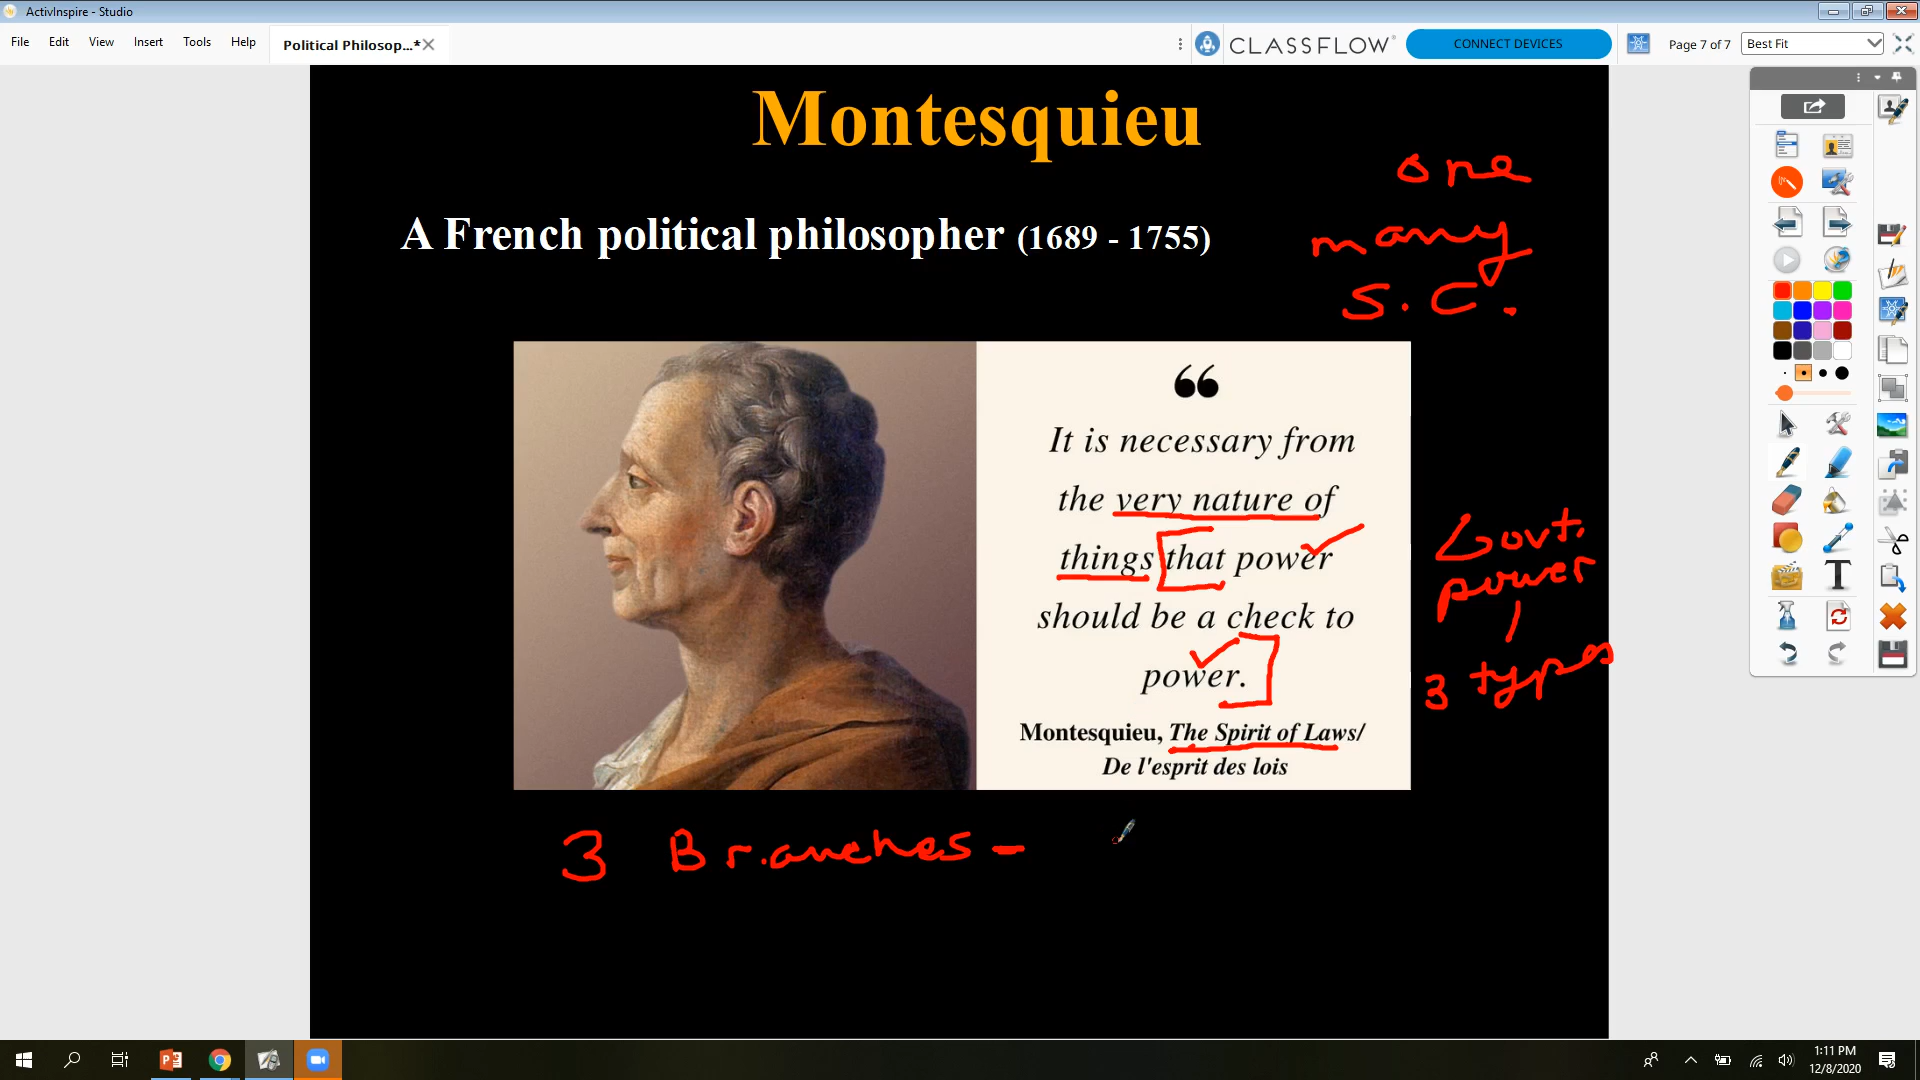 ActivInspire - Studio
File Edit View Insert Tools Help Political Philosop...* CLASSFLOW CONNECT DEVICES Page 7 of 7 Best Fit
Montesquieu
one
A French political philosopher (1689 - 1755)
many
S.C.
“
It is necessary from
the very nature of
things that power
should be a check to
power.
Montesquieu, The Spirit of Laws/
De l'esprit des lois
Govt.
power
3 types
3 Branches -
T
1:11 PM
12/8/2020